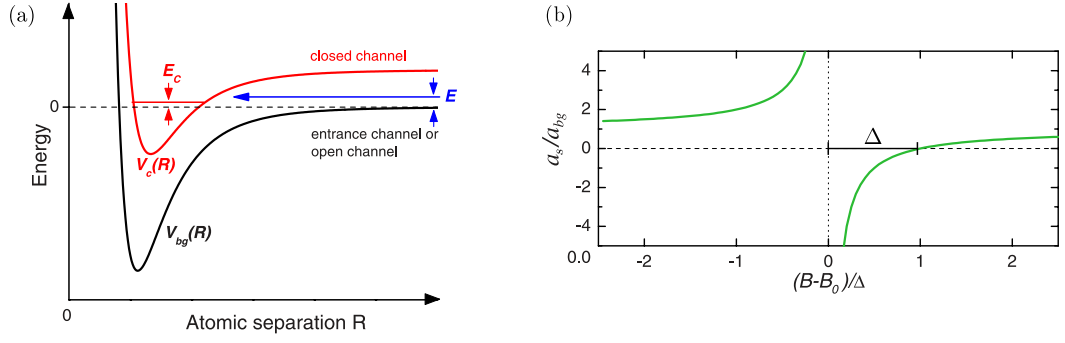 (a)
closed channel
E_c
E
0
entrance channel or
open channel
V_c(R)
V_bg(R)
Energy
0
Atomic separation R
(b)
4
2
0
-2
-4
0.0
a_s/a_bg
Δ
-2 -1 0 1 2
(B-B_0)/Δ